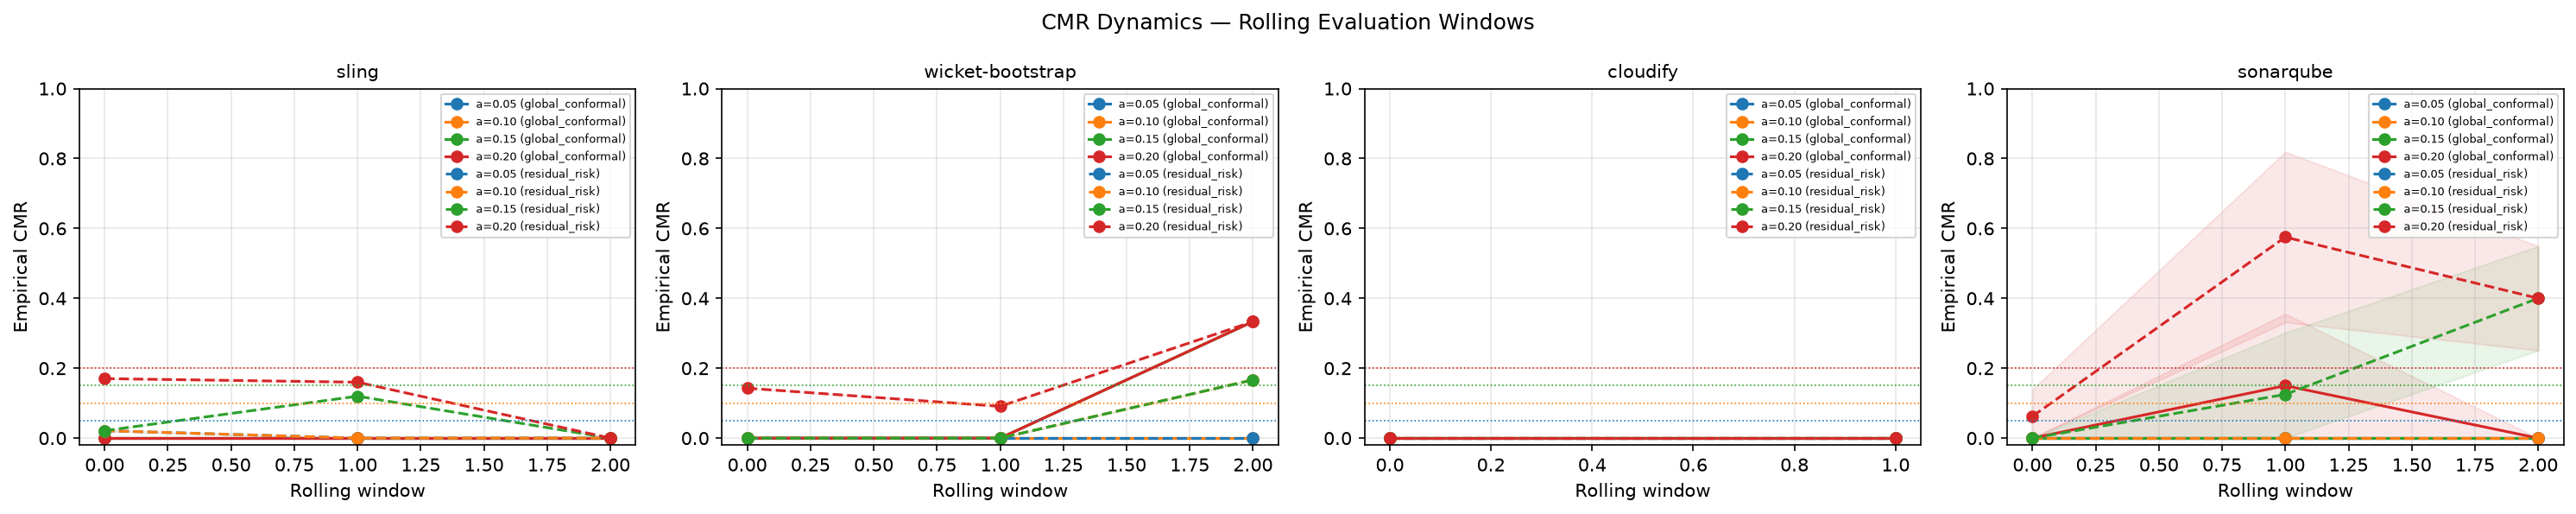 CMR Dynamics — Rolling Evaluation Windows
sling
1.0
0.8
0.6
0.4
0.2
0.0
Empirical CMR
a=0.05 (global_conformal)
a=0.10 (global_conformal)
a=0.15 (global_conformal)
a=0.20 (global_conformal)
a=0.05 (residual_risk)
a=0.10 (residual_risk)
a=0.15 (residual_risk)
a=0.20 (residual_risk)
0.00 0.25 0.50 0.75 1.00 1.25 1.50 1.75 2.00
Rolling window
wicket-bootstrap
1.0
0.8
0.6
0.4
0.2
0.0
Empirical CMR
a=0.05 (global_conformal)
a=0.10 (global_conformal)
a=0.15 (global_conformal)
a=0.20 (global_conformal)
a=0.05 (residual_risk)
a=0.10 (residual_risk)
a=0.15 (residual_risk)
a=0.20 (residual_risk)
0.00 0.25 0.50 0.75 1.00 1.25 1.50 1.75 2.00
Rolling window
cloudify
1.0
0.8
0.6
0.4
0.2
0.0
Empirical CMR
a=0.05 (global_conformal)
a=0.10 (global_conformal)
a=0.15 (global_conformal)
a=0.20 (global_conformal)
a=0.05 (residual_risk)
a=0.10 (residual_risk)
a=0.15 (residual_risk)
a=0.20 (residual_risk)
0.0 0.2 0.4 0.6 0.8 1.0
Rolling window
sonarqube
1.0
0.8
0.6
0.4
0.2
0.0
Empirical CMR
a=0.05 (global_conformal)
a=0.10 (global_conformal)
a=0.15 (global_conformal)
a=0.20 (global_conformal)
a=0.05 (residual_risk)
a=0.10 (residual_risk)
a=0.15 (residual_risk)
a=0.20 (residual_risk)
0.00 0.25 0.50 0.75 1.00 1.25 1.50 1.75 2.00
Rolling window